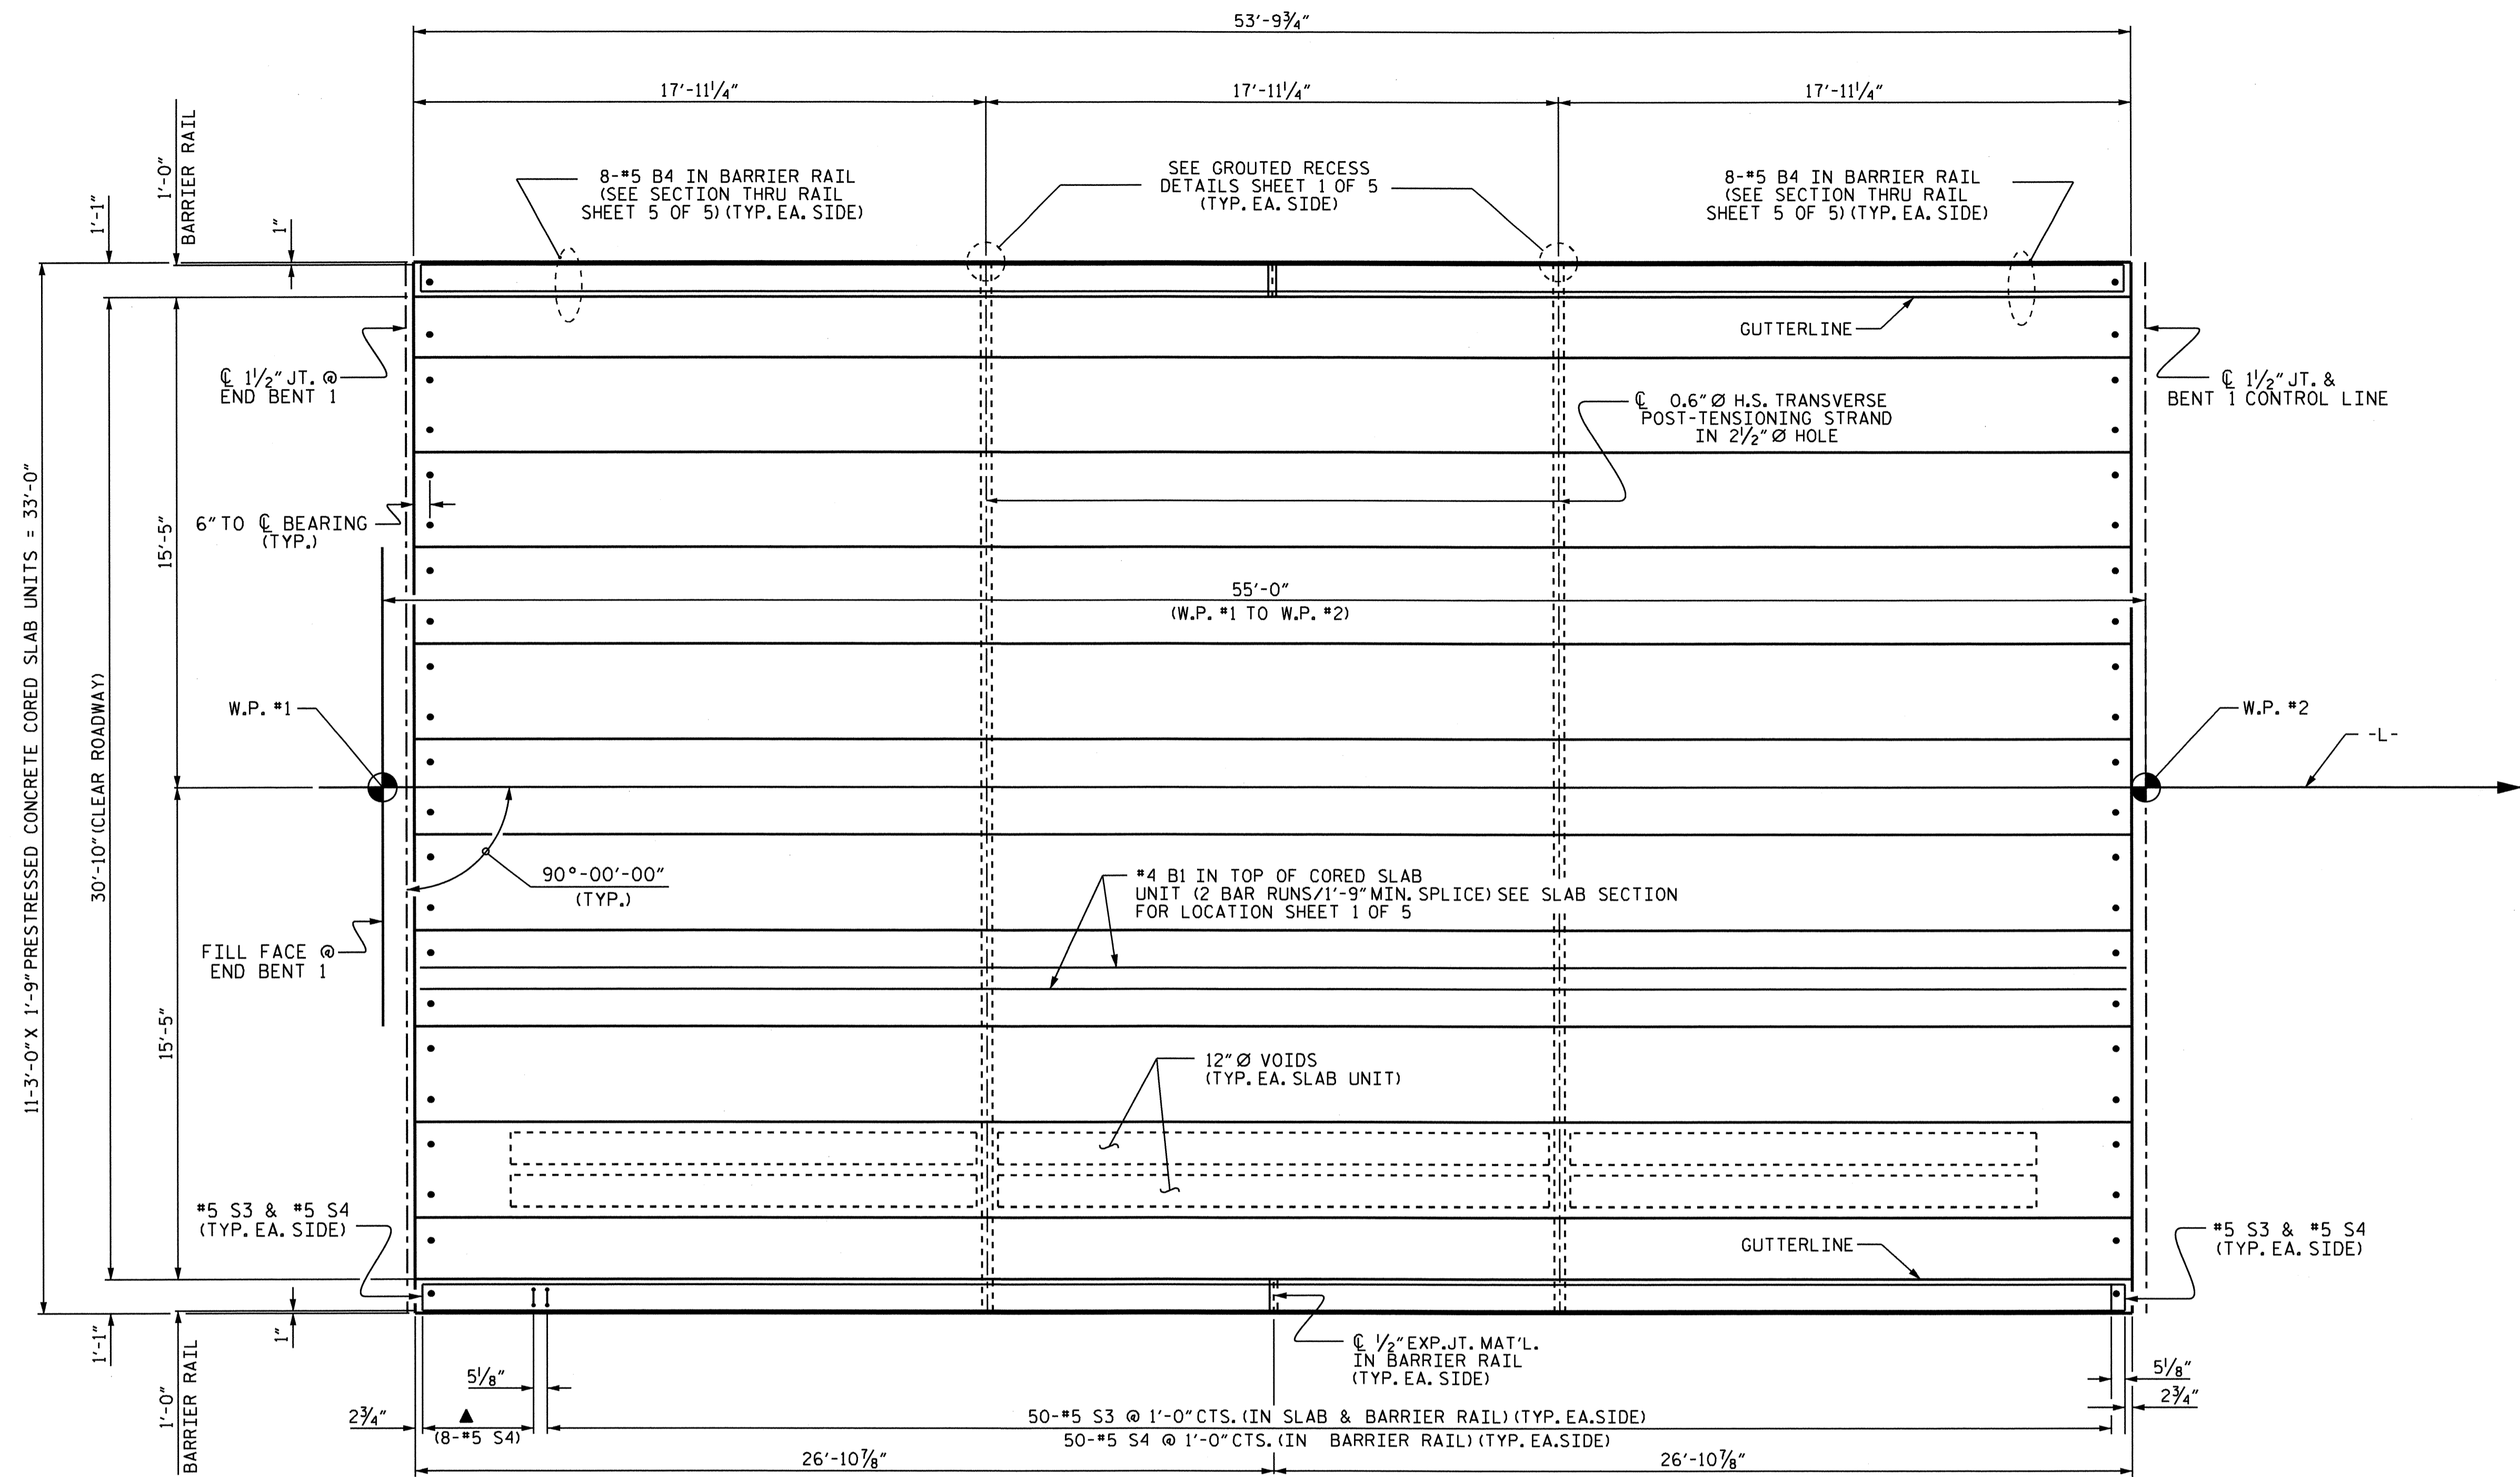 53'-9¾"
17'-11¼"
17'-11¼"
17'-11¼"
1'-1"
1'-0"
BARRIER RAIL
1"
8-#5 B4 IN BARRIER RAIL
(SEE SECTION THRU RAIL
SHEET 5 OF 5)(TYP. EA. SIDE)
SEE GROUTED RECESS
DETAILS SHEET 1 OF 5
(TYP. EA. SIDE)
8-#5 B4 IN BARRIER RAIL
(SEE SECTION THRU RAIL
SHEET 5 OF 5)(TYP. EA. SIDE)
GUTTERLINE
℄ 1½" JT. @
END BENT 1
℄ 0.6" Ø H.S. TRANSVERSE
POST-TENSIONING STRAND
IN 2½" Ø HOLE
℄ 1½" JT. &
BENT 1 CONTROL LINE
11-3'-0" X 1'-9" PRESTRESSED CONCRETE CORED SLAB UNITS = 33'-0"
30'-10" (CLEAR ROADWAY)
15'-5"
6" TO ℄ BEARING
(TYP.)
55'-0"
(W.P. #1 TO W.P. #2)
W.P. #1
W.P. #2
-L-
90°-00'-00"
(TYP.)
#4 B1 IN TOP OF CORED SLAB
UNIT (2 BAR RUNS/1'-9" MIN. SPLICE) SEE SLAB SECTION
FOR LOCATION SHEET 1 OF 5
FILL FACE @
END BENT 1
15'-5"
12" Ø VOIDS
(TYP. EA. SLAB UNIT)
#5 S3 & #5 S4
(TYP. EA. SIDE)
GUTTERLINE
#5 S3 & #5 S4
(TYP. EA. SIDE)
1'-1"
1'-0"
BARRIER RAIL
1"
℄ ½" EXP. JT. MAT'L.
IN BARRIER RAIL
(TYP. EA. SIDE)
5⅛"
5⅛"
2¾"
2¾"
▲
(8-#5 S4)
50-#5 S3 @ 1'-0" CTS. (IN SLAB & BARRIER RAIL) (TYP. EA. SIDE)
50-#5 S4 @ 1'-0" CTS. (IN BARRIER RAIL) (TYP. EA. SIDE)
26'-10⅞"
26'-10⅞"